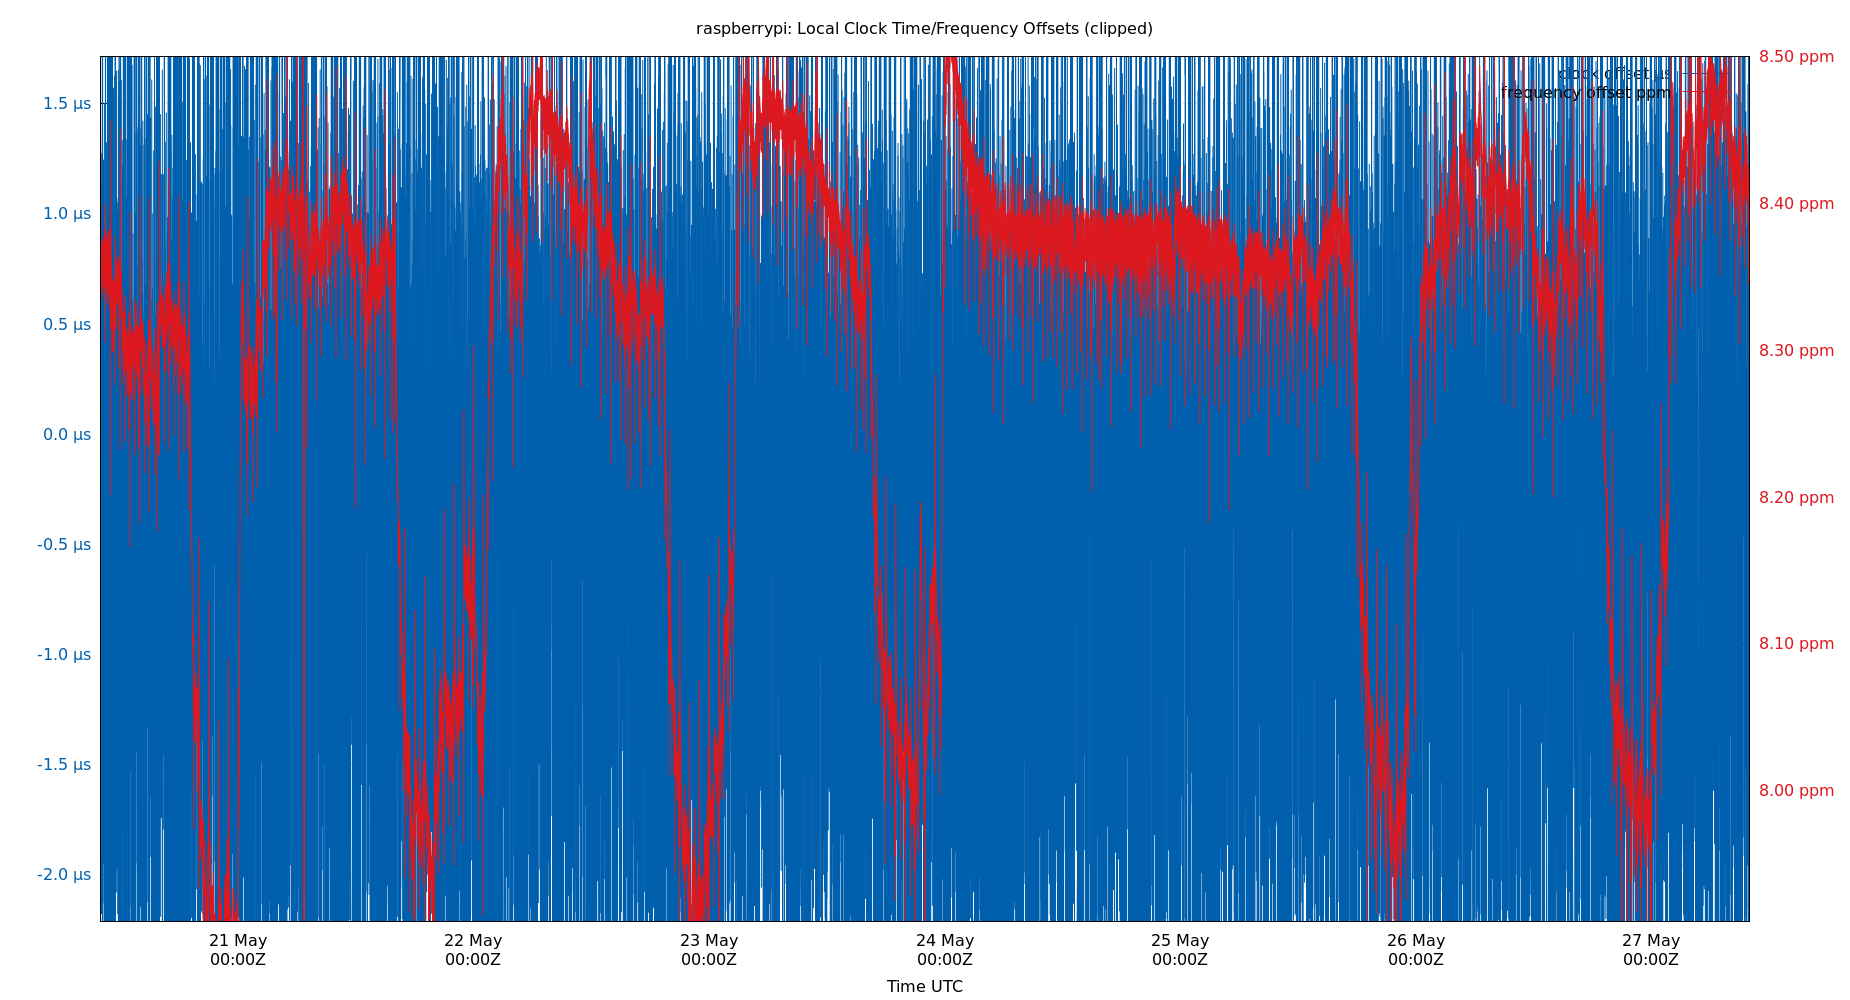 raspberrypi: Local Clock Time/Frequency Offsets (clipped)
8.50 ppm
clock offset µs
frequency offset ppm
1.5 µs
1.0 µs
8.40 ppm
0.5 µs
8.30 ppm
0.0 µs
8.20 ppm
-0.5 µs
-1.0 µs
8.10 ppm
-1.5 µs
8.00 ppm
-2.0 µs
21 May 22 May 23 May 24 May 25 May 26 May 27 May
00:00Z 00:00Z 00:00Z 00:00Z 00:00Z 00:00Z 00:00Z
Time UTC